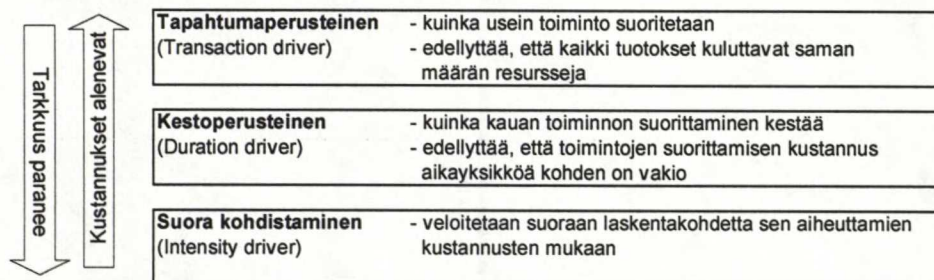 Tarkkuus paranee
Kustannukset alenevat
Tapahtumaperusteinen - kuinka usein toiminto suoritetaan
(Transaction driver) - edellyttää, että kaikki tuotokset kuluttavat saman
määrän resursseja
Kestoperusteinen - kuinka kauan toiminnon suorittaminen kestää
(Duration driver) - edellyttää, että toimintojen suorittamisen kustannus
aikayksikköä kohden on vakio
Suora kohdistaminen - veloitetaan suoraan laskentakohdetta sen aiheuttamien
(Intensity driver) kustannusten mukaan